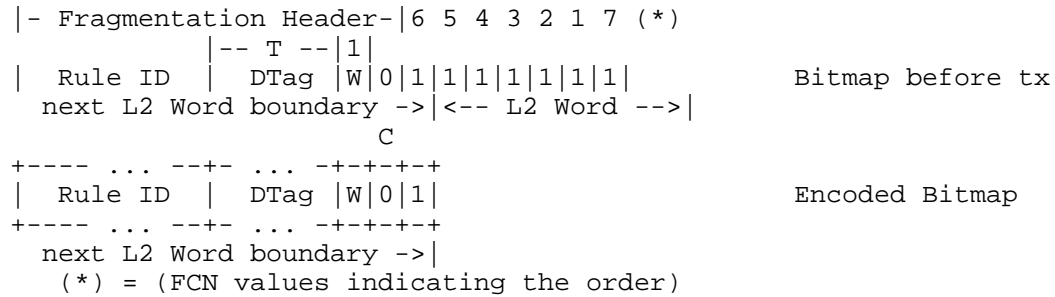 |- Fragmentation Header-|6 5 4 3 2 1 7 (*)
            |-- T --|1|
|  Rule ID  |  DTag |W|0|1|1|1|1|1|1|1|          Bitmap before tx
  next L2 Word boundary ->|<-- L2 Word -->|
                       C
+---- ... --+- ... -+-+-+-+
|  Rule ID  |  DTag |W|0|1|                      Encoded Bitmap
+---- ... --+- ... -+-+-+-+
  next L2 Word boundary ->|
   (*) = (FCN values indicating the order)